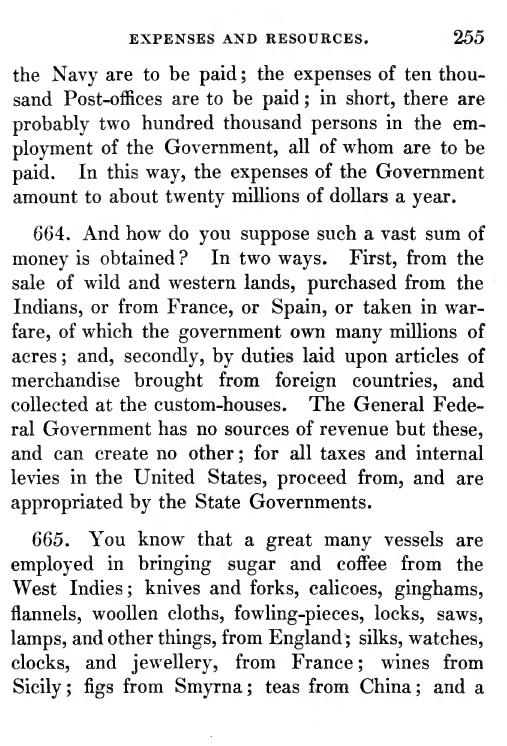 EXPENSES AND RESOURCES. 255
the Navy are to be paid; the expenses of ten thou-
sand Post-offices are to be paid; in short, there are
probably two hundred thousand persons in the em-
ployment of the Government, all of whom are to be
paid. In this way, the expenses of the Government
amount to about twenty millions of dollars a year.
664. And how do you suppose such a vast sum of
money is obtained? In two ways. First, from the
sale of wild and western lands, purchased from the
Indians, or from France, or Spain, or taken in war-
fare, of which the government own many millions of
acres; and, secondly, by duties laid upon articles of
merchandise brought from foreign countries, and
collected at the custom-houses. The General Fede-
ral Government has no sources of revenue but these,
and can create no other; for all taxes and internal
levies in the United States, proceed from, and are
appropriated by the State Governments.
665. You know that a great many vessels are
employed in bringing sugar and coffee from the
West Indies; knives and forks, calicoes, ginghams,
flannels, woollen cloths, fowling-pieces, locks, saws,
lamps, and other things, from England; silks, watches,
clocks, and jewellery, from France; wines from
Sicily; figs from Smyrna; teas from China; and a